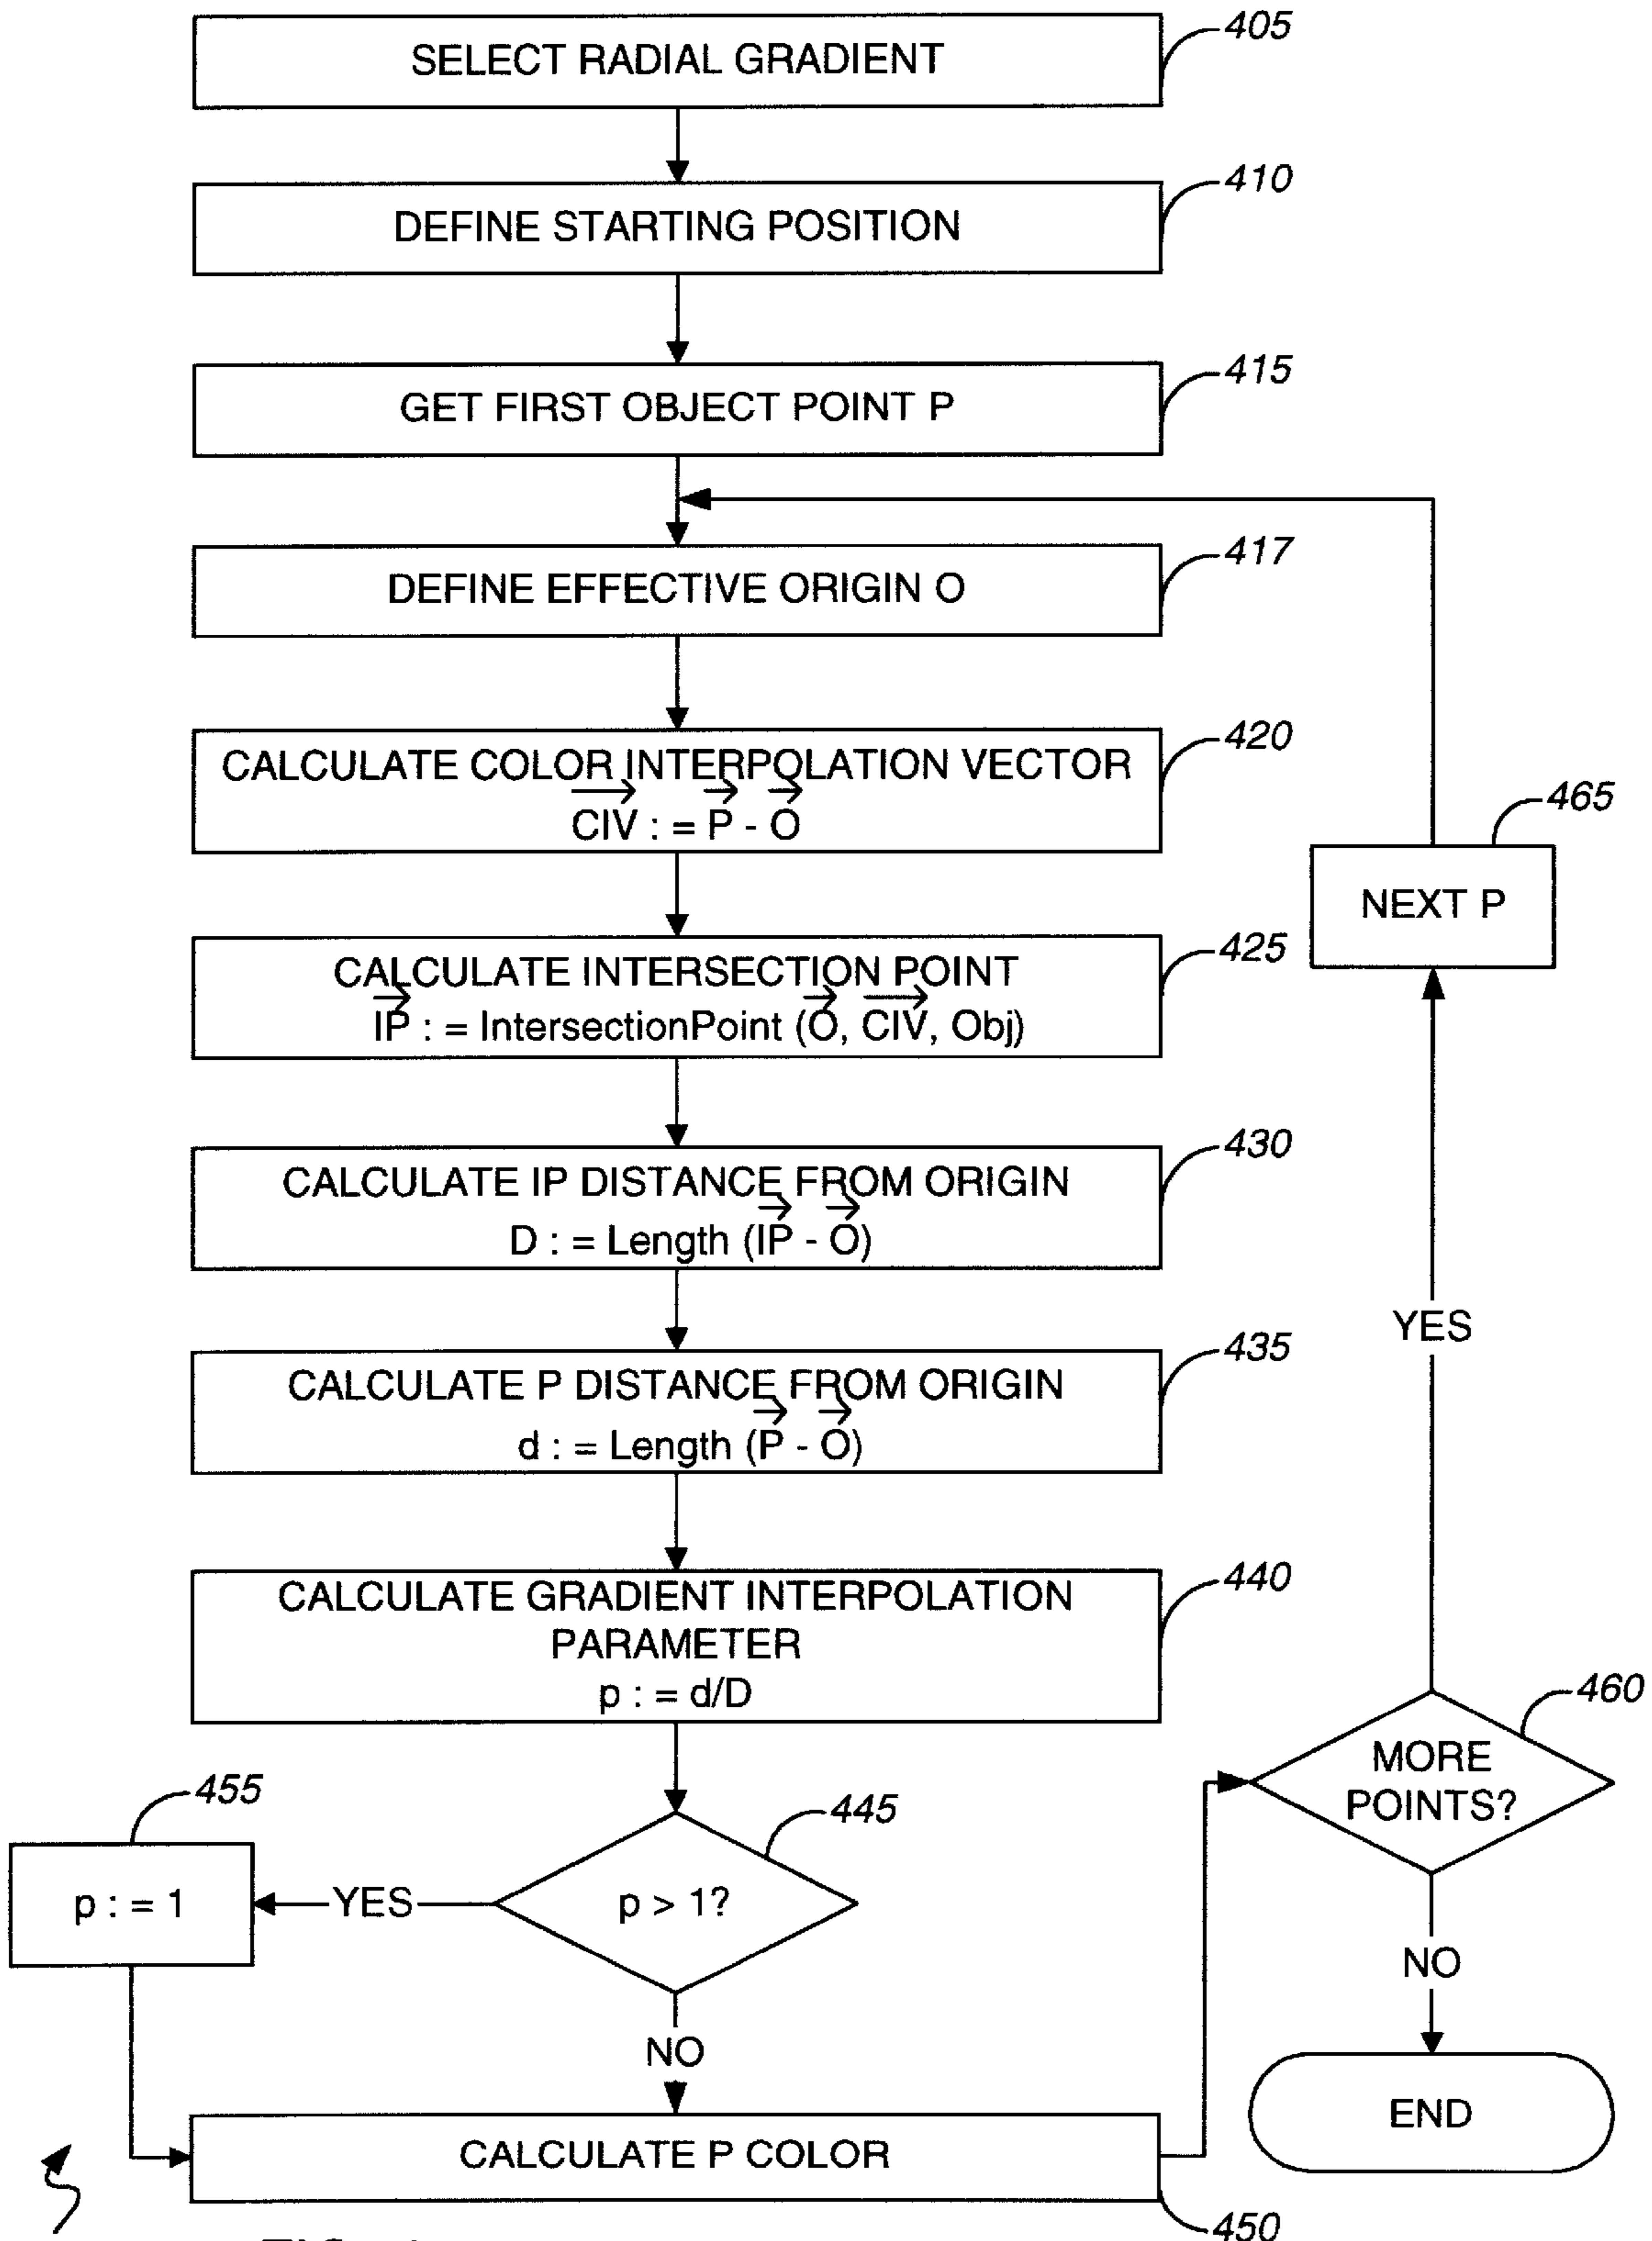 SELECT RADIAL GRADIENT
405
DEFINE STARTING POSITION
410
GET FIRST OBJECT POINT P
415
DEFINE EFFECTIVE ORIGIN O
417
CALCULATE COLOR INTERPOLATION VECTOR
CIV : = P - O
420
CALCULATE INTERSECTION POINT
IP : = IntersectionPoint (O, CIV, Obj)
425
CALCULATE IP DISTANCE FROM ORIGIN
D : = Length (IP - O)
430
CALCULATE P DISTANCE FROM ORIGIN
d : = Length (P - O)
435
CALCULATE GRADIENT INTERPOLATION
PARAMETER
p : = d/D
440
p > 1?
445
YES
p : = 1
455
NO
CALCULATE P COLOR
450
MORE
POINTS?
460
YES
NEXT P
465
NO
END